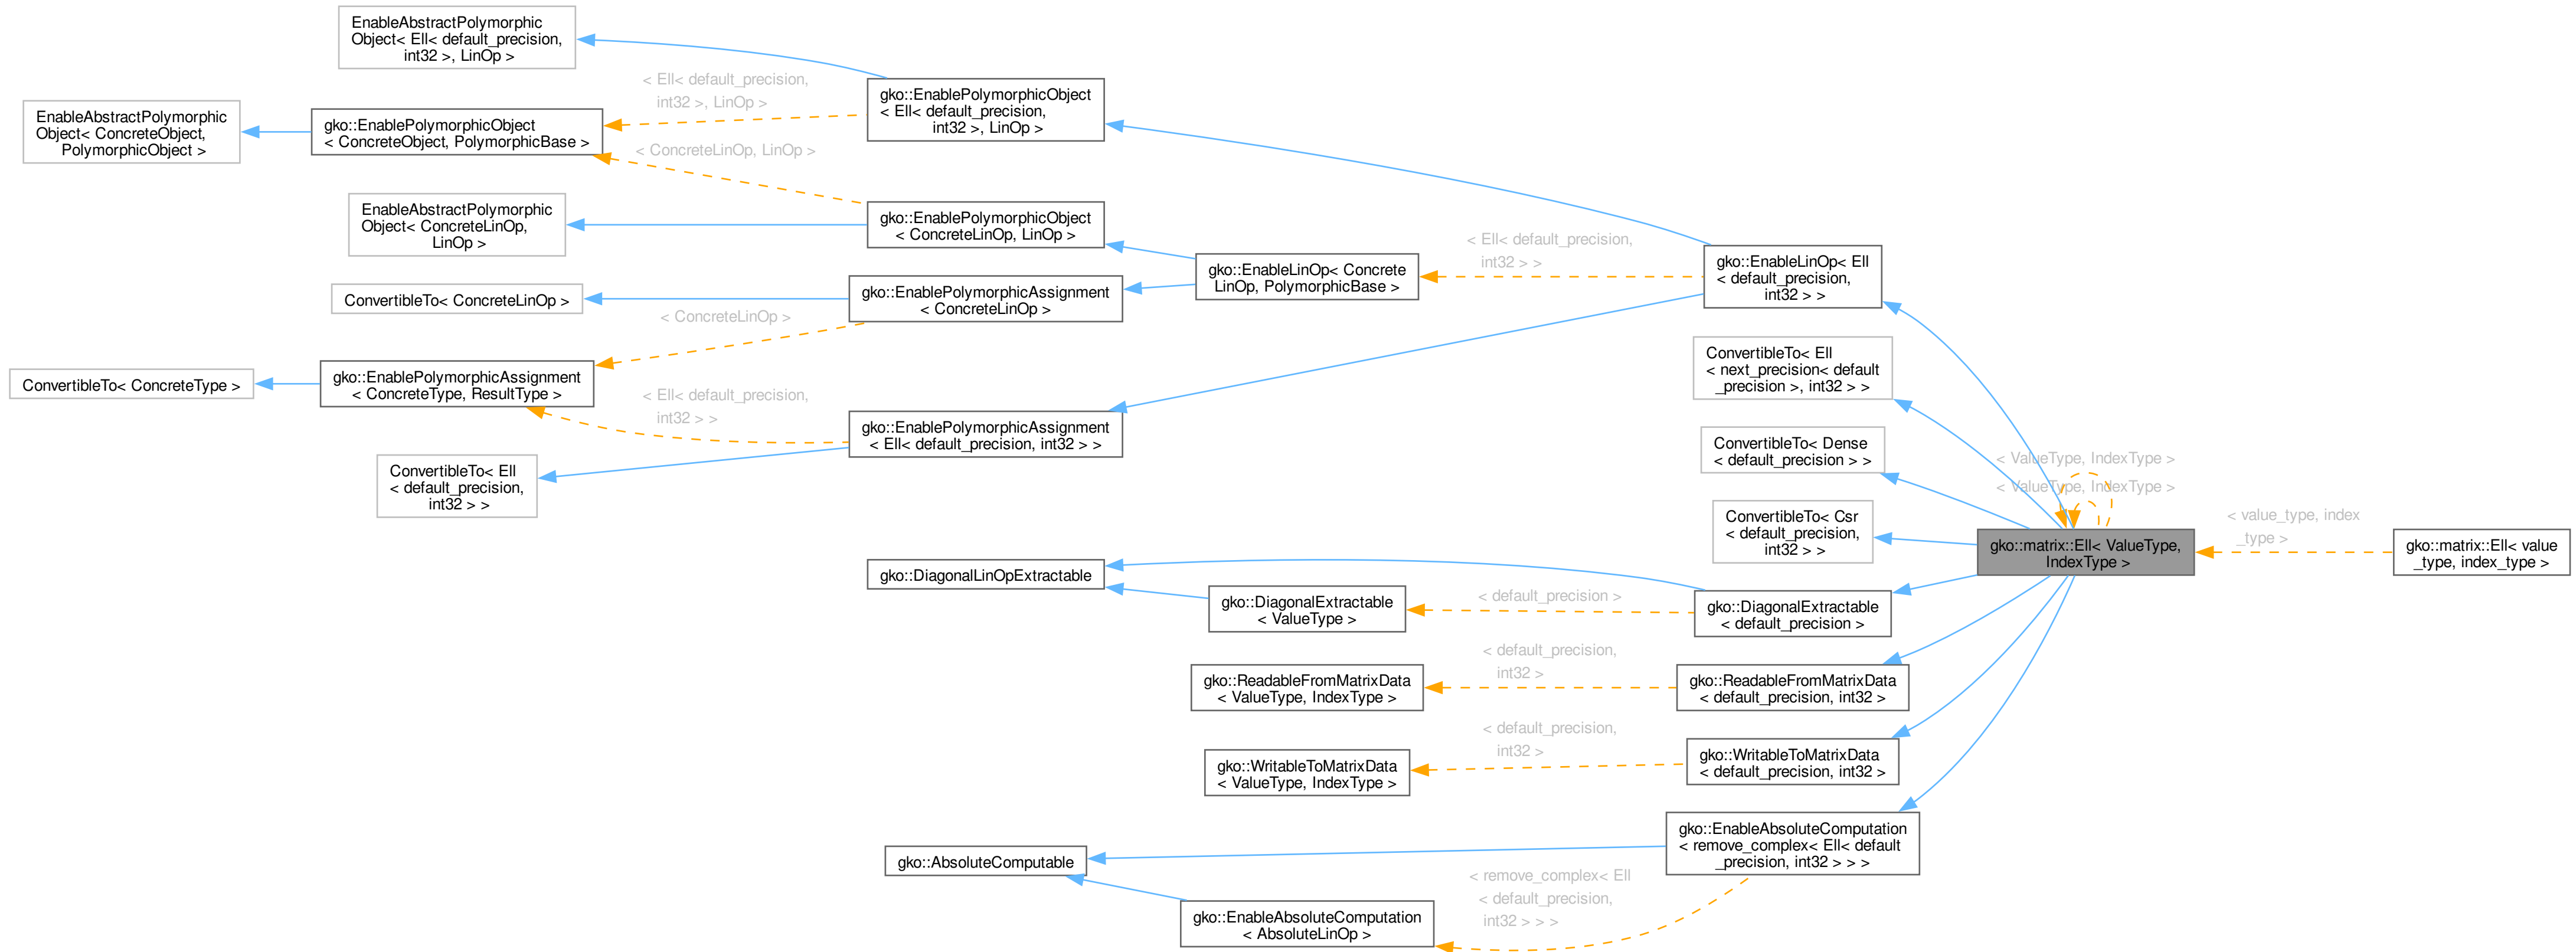 EnableAbstractPolymorphic
Object< Ell< default_precision,
int32 >, LinOp >
EnableAbstractPolymorphic
Object< ConcreteObject,
PolymorphicObject >
gko::EnablePolymorphicObject
< ConcreteObject, PolymorphicBase >
< Ell< default_precision,
int32 >, LinOp >
gko::EnablePolymorphicObject
< Ell< default_precision,
int32 >, LinOp >
< ConcreteLinOp, LinOp >
EnableAbstractPolymorphic
Object< ConcreteLinOp,
LinOp >
gko::EnablePolymorphicObject
< ConcreteLinOp, LinOp >
ConvertibleTo< ConcreteLinOp >
gko::EnablePolymorphicAssignment
< ConcreteLinOp >
gko::EnableLinOp< Concrete
LinOp, PolymorphicBase >
< Ell< default_precision,
int32 > >
gko::EnableLinOp< Ell
< default_precision,
int32 > >
< ConcreteLinOp >
ConvertibleTo< ConcreteType >
gko::EnablePolymorphicAssignment
< ConcreteType, ResultType >
< Ell< default_precision,
int32 > >
gko::EnablePolymorphicAssignment
< Ell< default_precision, int32 > >
ConvertibleTo< Ell
< default_precision,
int32 > >
ConvertibleTo< Ell
< next_precision< default
_precision >, int32 > >
ConvertibleTo< Dense
< default_precision > >
ConvertibleTo< Csr
< default_precision,
int32 > >
< ValueType, IndexType >
< ValueType, IndexType >
gko::matrix::Ell< ValueType,
IndexType >
< value_type, index
_type >
gko::matrix::Ell< value
_type, index_type >
gko::DiagonalLinOpExtractable
gko::DiagonalExtractable
< ValueType >
< default_precision >
gko::DiagonalExtractable
< default_precision >
gko::ReadableFromMatrixData
< ValueType, IndexType >
< default_precision,
int32 >
gko::ReadableFromMatrixData
< default_precision, int32 >
gko::WritableToMatrixData
< ValueType, IndexType >
< default_precision,
int32 >
gko::WritableToMatrixData
< default_precision, int32 >
gko::AbsoluteComputable
gko::EnableAbsoluteComputation
< remove_complex< Ell< default
_precision, int32 > > >
gko::EnableAbsoluteComputation
< AbsoluteLinOp >
< remove_complex< Ell
< default_precision,
int32 > > >